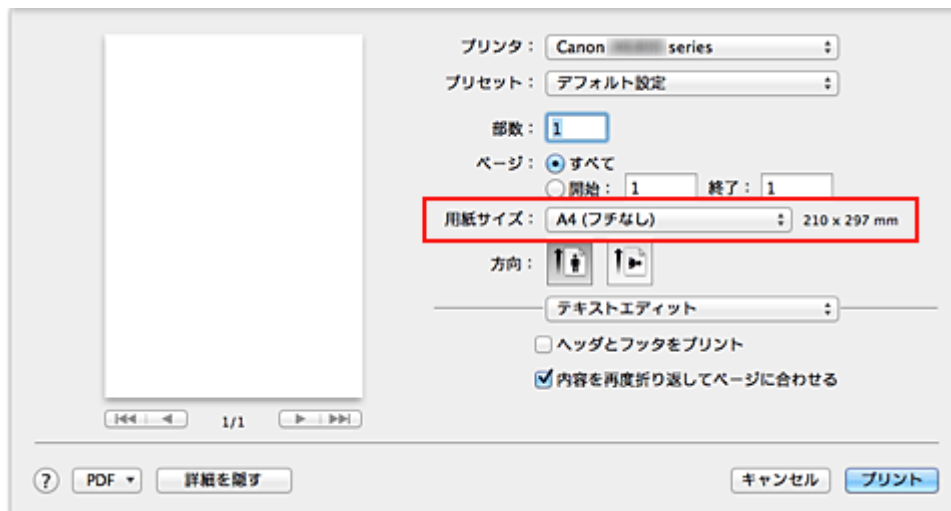 プリンタ： Canon series
プリセット： デフォルト設定
部数： 1
ページ： すべて
開始： 1 終了： 1
用紙サイズ： A4 (フチなし) 210 x 297 mm
方向：
テキストエディット
ヘッダとフッタをプリント
内容を再度折り返してページに合わせる
1/1
? PDF 詳細を隠す キャンセル プリント